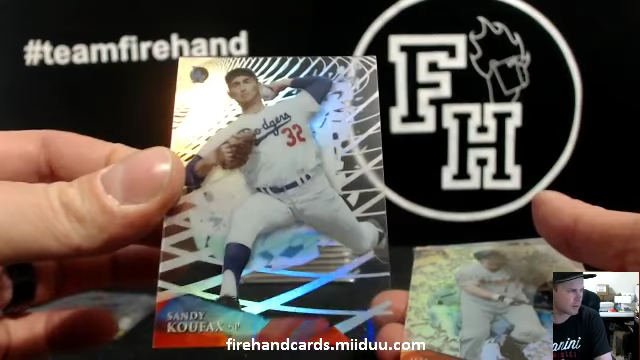 #teamfirehand
FH
Dodgers
32
SANDY
KOUFAX · P
firehandcards.miiduu.com